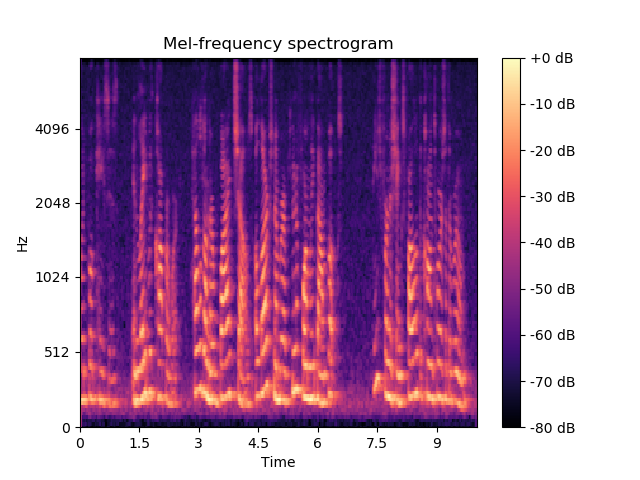 Mel-frequency spectrogram
+0 dB
-10 dB
4096
-20 dB
2048
-30 dB
Hz
-40 dB
1024
-50 dB
-60 dB
512
-70 dB
0
-80 dB
0 1.5 3 4.5 6 7.5 9
Time